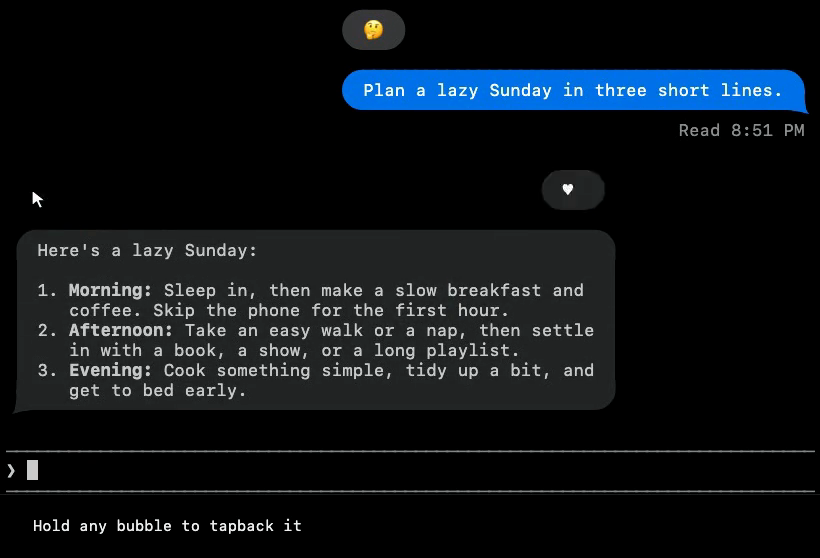 🤔
Plan a lazy Sunday in three short lines.
Read 8:51 PM
♥
Here's a lazy Sunday:
1. Morning: Sleep in, then make a slow breakfast and
coffee. Skip the phone for the first hour.
2. Afternoon: Take an easy walk or a nap, then settle
in with a book, a show, or a long playlist.
3. Evening: Cook something simple, tidy up a bit, and
get to bed early.
❯
Hold any bubble to tapback it